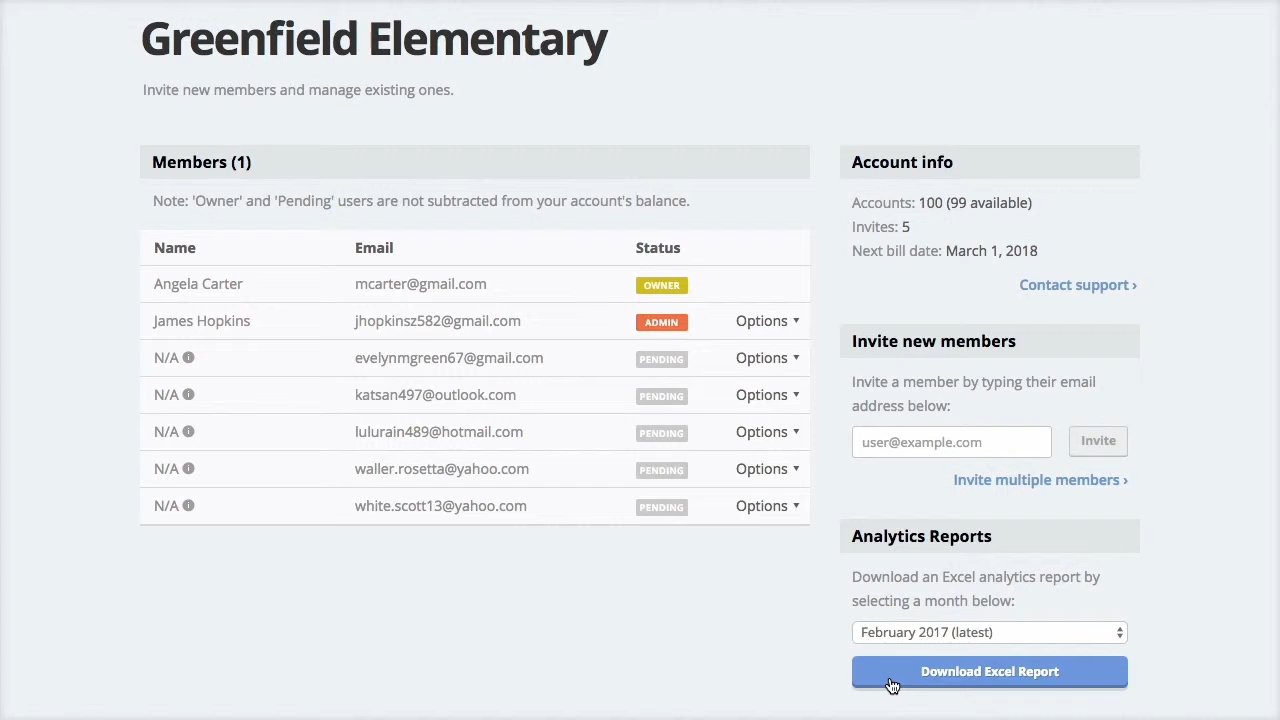 Greenfield Elementary
Invite new members and manage existing ones.
Members (1)
Note: 'Owner' and 'Pending' users are not subtracted from your account's balance.
Name Email Status
Angela Carter mcarter@gmail.com OWNER
James Hopkins jhopkinsz582@gmail.com ADMIN Options
N/A evelynmgreen67@gmail.com PENDING Options
N/A katsan497@outlook.com PENDING Options
N/A lulurain489@hotmail.com PENDING Options
N/A waller.rosetta@yahoo.com PENDING Options
N/A white.scott13@yahoo.com PENDING Options
Account info
Accounts: 100 (99 available)
Invites: 5
Next bill date: March 1, 2018
Contact support ›
Invite new members
Invite a member by typing their email
address below:
user@example.com Invite
Invite multiple members ›
Analytics Reports
Download an Excel analytics report by
selecting a month below:
February 2017 (latest)
Download Excel Report